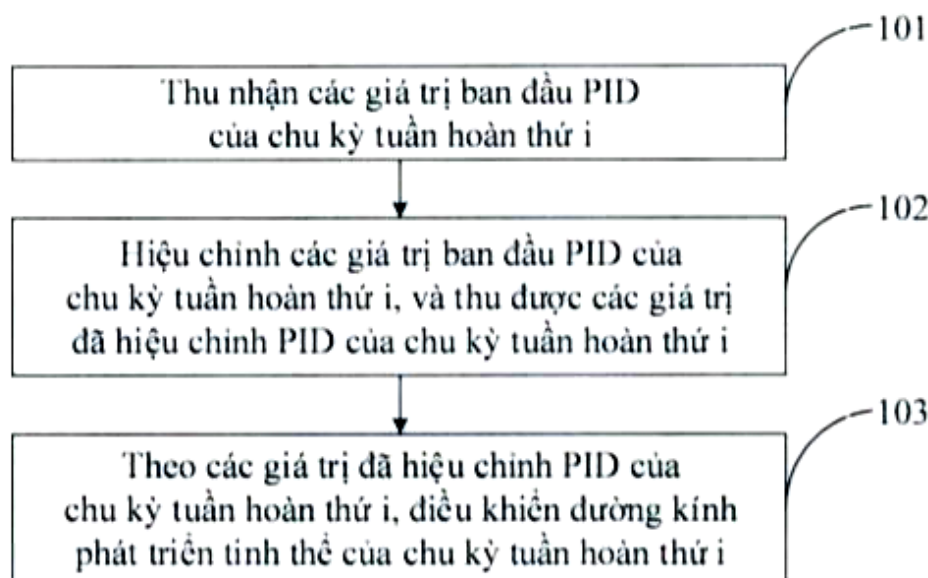 101
Thu nhận các giá trị ban đầu PID
của chu kỳ tuần hoàn thứ i
102
Hiệu chỉnh các giá trị ban đầu PID của
chu kỳ tuần hoàn thứ i, và thu được các giá trị
đã hiệu chỉnh PID của chu kỳ tuần hoàn thứ i
103
Theo các giá trị đã hiệu chỉnh PID của
chu kỳ tuần hoàn thứ i, điều khiển đường kính
phát triển tinh thể của chu kỳ tuần hoàn thứ i